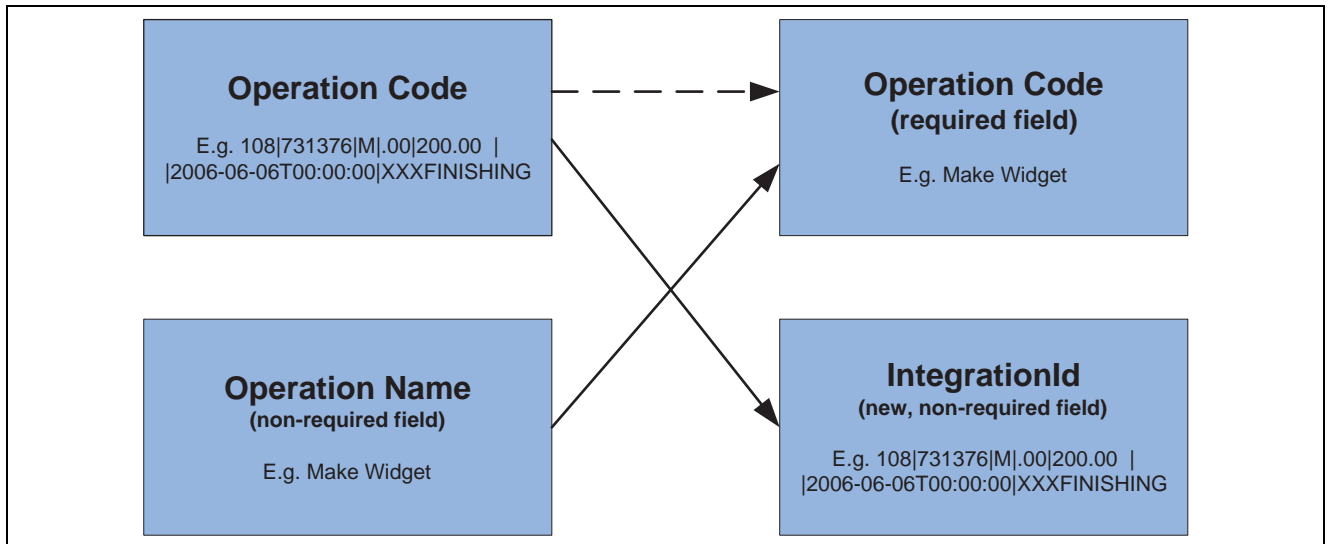 Operation Code
E.g. 108|731376|M|.00|200.00 |
|2006-06-06T00:00:00|XXXFINISHING
Operation Code
(required field)
E.g. Make Widget
Operation Name
(non-required field)
E.g. Make Widget
IntegrationId
(new, non-required field)
E.g. 108|731376|M|.00|200.00 |
|2006-06-06T00:00:00|XXXFINISHING